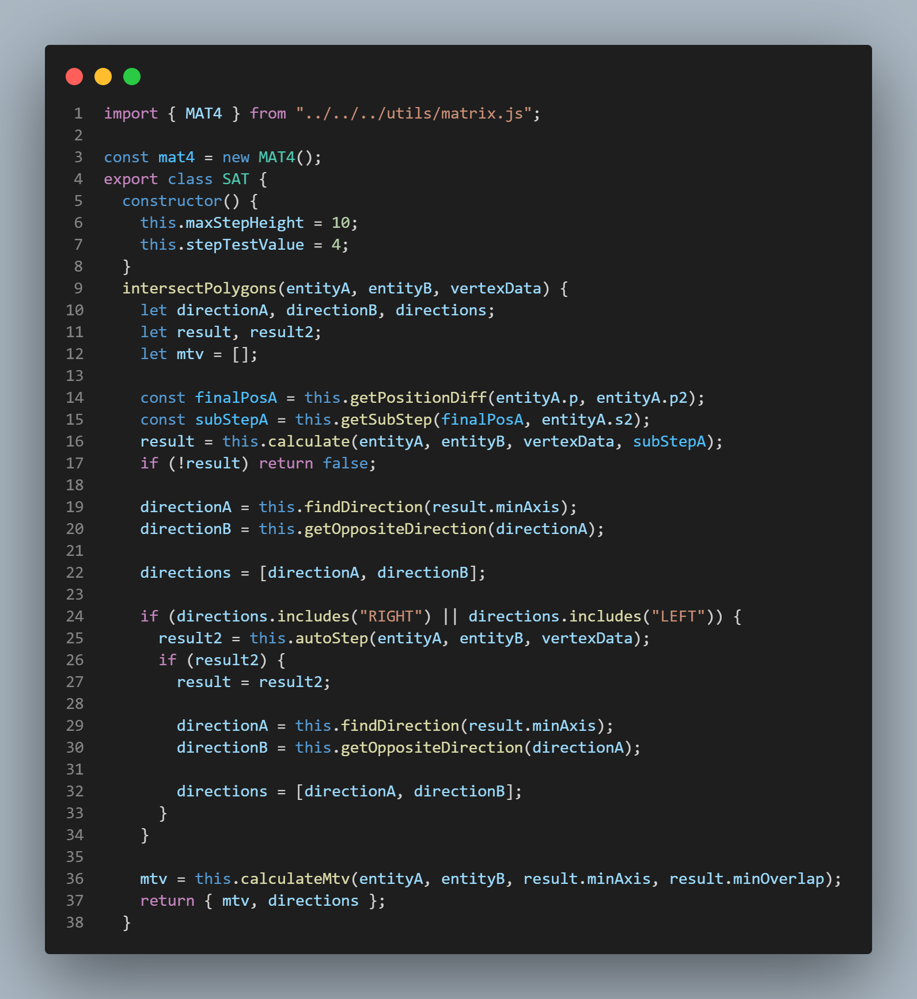 1 import { MAT4 } from "../../../utils/matrix.js";
2
3 const mat4 = new MAT4();
4 export class SAT {
5   constructor() {
6     this.maxStepHeight = 10;
7     this.stepTestValue = 4;
8   }
9   intersectPolygons(entityA, entityB, vertexData) {
10     let directionA, directionB, directions;
11     let result, result2;
12     let mtv = [];
13
14     const finalPosA = this.getPositionDiff(entityA.p, entityA.p2);
15     const subStepA = this.getSubStep(finalPosA, entityA.s2);
16     result = this.calculate(entityA, entityB, vertexData, subStepA);
17     if (!result) return false;
18
19     directionA = this.findDirection(result.minAxis);
20     directionB = this.getOppositeDirection(directionA);
21
22     directions = [directionA, directionB];
23
24     if (directions.includes("RIGHT") || directions.includes("LEFT")) {
25       result2 = this.autoStep(entityA, entityB, vertexData);
26       if (result2) {
27         result = result2;
28
29         directionA = this.findDirection(result.minAxis);
30         directionB = this.getOppositeDirection(directionA);
31
32         directions = [directionA, directionB];
33       }
34     }
35
36     mtv = this.calculateMtv(entityA, entityB, result.minAxis, result.minOverlap);
37     return { mtv, directions };
38   }